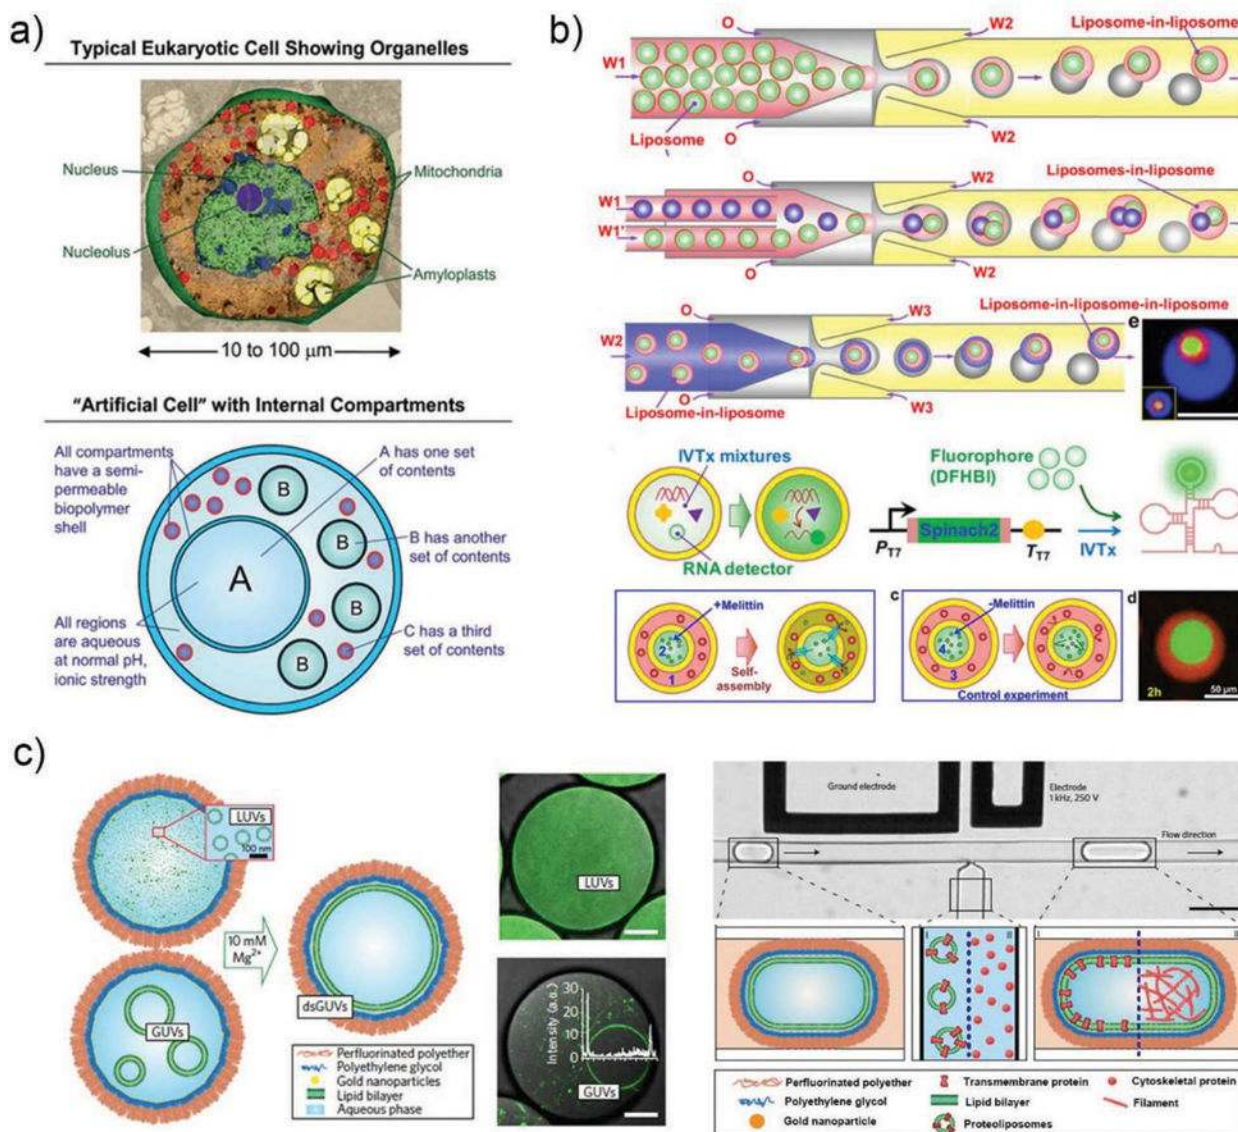 a)
Typical Eukaryotic Cell Showing Organelles
Nucleus
Nucleolus
Mitochondria
Amyloplasts
10 to 100 μm
"Artificial Cell" with Internal Compartments
All compartments
have a semi-
permeable
biopolymer
shell
A has one set
of contents
B has another
set of contents
C has a third
set of contents
All regions
are aqueous
at normal pH,
ionic strength
A
B
B
B
B
b)
O
W2
Liposome-in-liposome
W1
Liposome
O
W2
O
W2
Liposomes-in-liposome
W1
W1'
O
W2
O
W3
Liposome-in-liposome-in-liposome
e
W2
Liposome-in-liposome
O
W3
IVTx mixtures
RNA detector
Fluorophore
(DFHBI)
PT7
Spinach2
TT7
IVTx
+Melittin
2
1
Self-
assembly
c
-Melittin
4
3
Control experiment
d
2h
50 μm
c)
LUVs
100 nm
10 mM
Mg²⁺
GUVs
dsGUVs
Perfluorinated polyether
Polyethylene glycol
Gold nanoparticles
Lipid bilayer
Aqueous phase
LUVs
Intensity (a.a.)
30
20
10
0
GUVs
Ground electrode
Electrode
1 kHz, 250 V
Flow direction
I
II
I
Perfluorinated polyether
Polyethylene glycol
Gold nanoparticle
Transmembrane protein
Lipid bilayer
Proteoliposomes
Cytoskeletal protein
Filament